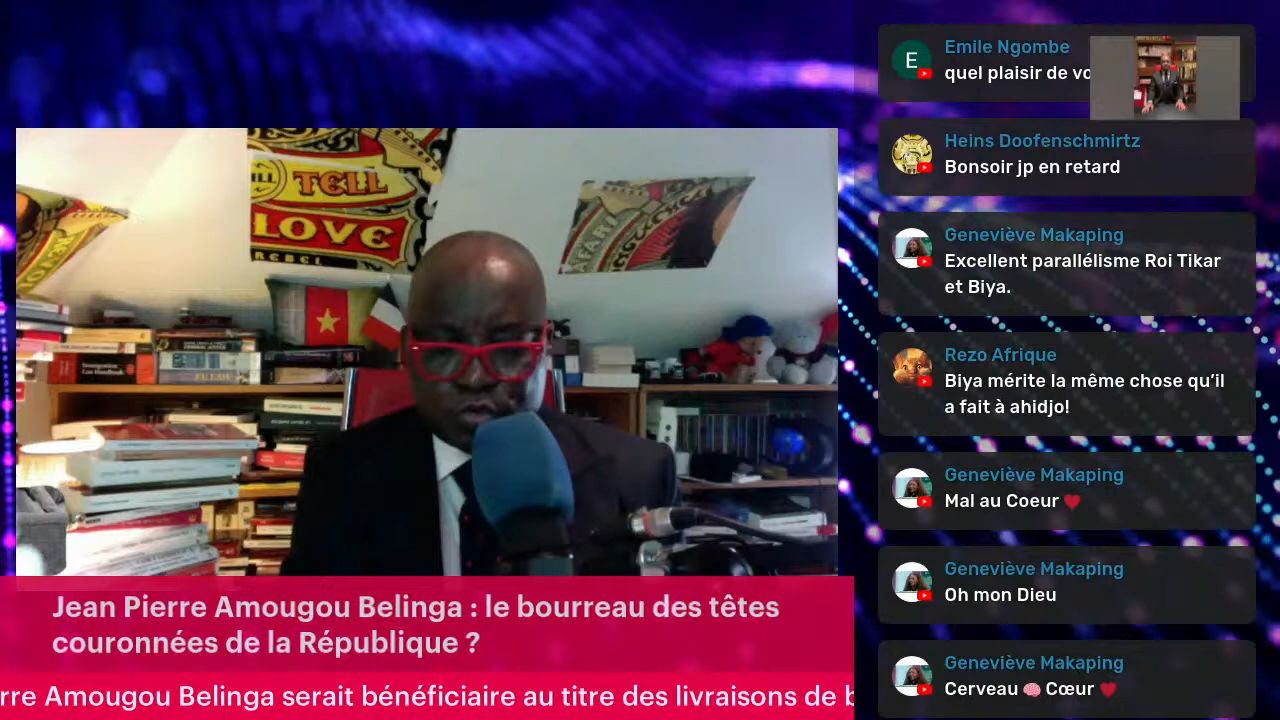 TELL
LOVE
REBEL
Jean Pierre Amougou Belinga : le bourreau des têtes
couronnées de la République ?
rre Amougou Belinga serait bénéficiaire au titre des livraisons de b
E
Emile Ngombe
quel plaisir de vo
Heins Doofenschmirtz
Bonsoir jp en retard
Geneviève Makaping
Excellent parallélisme Roi Tikar
et Biya.
Rezo Afrique
Biya mérite la même chose qu’il
a fait à ahidjo!
Geneviève Makaping
Mal au Coeur ♥
Geneviève Makaping
Oh mon Dieu
Geneviève Makaping
Cerveau 🧠 Cœur ♥